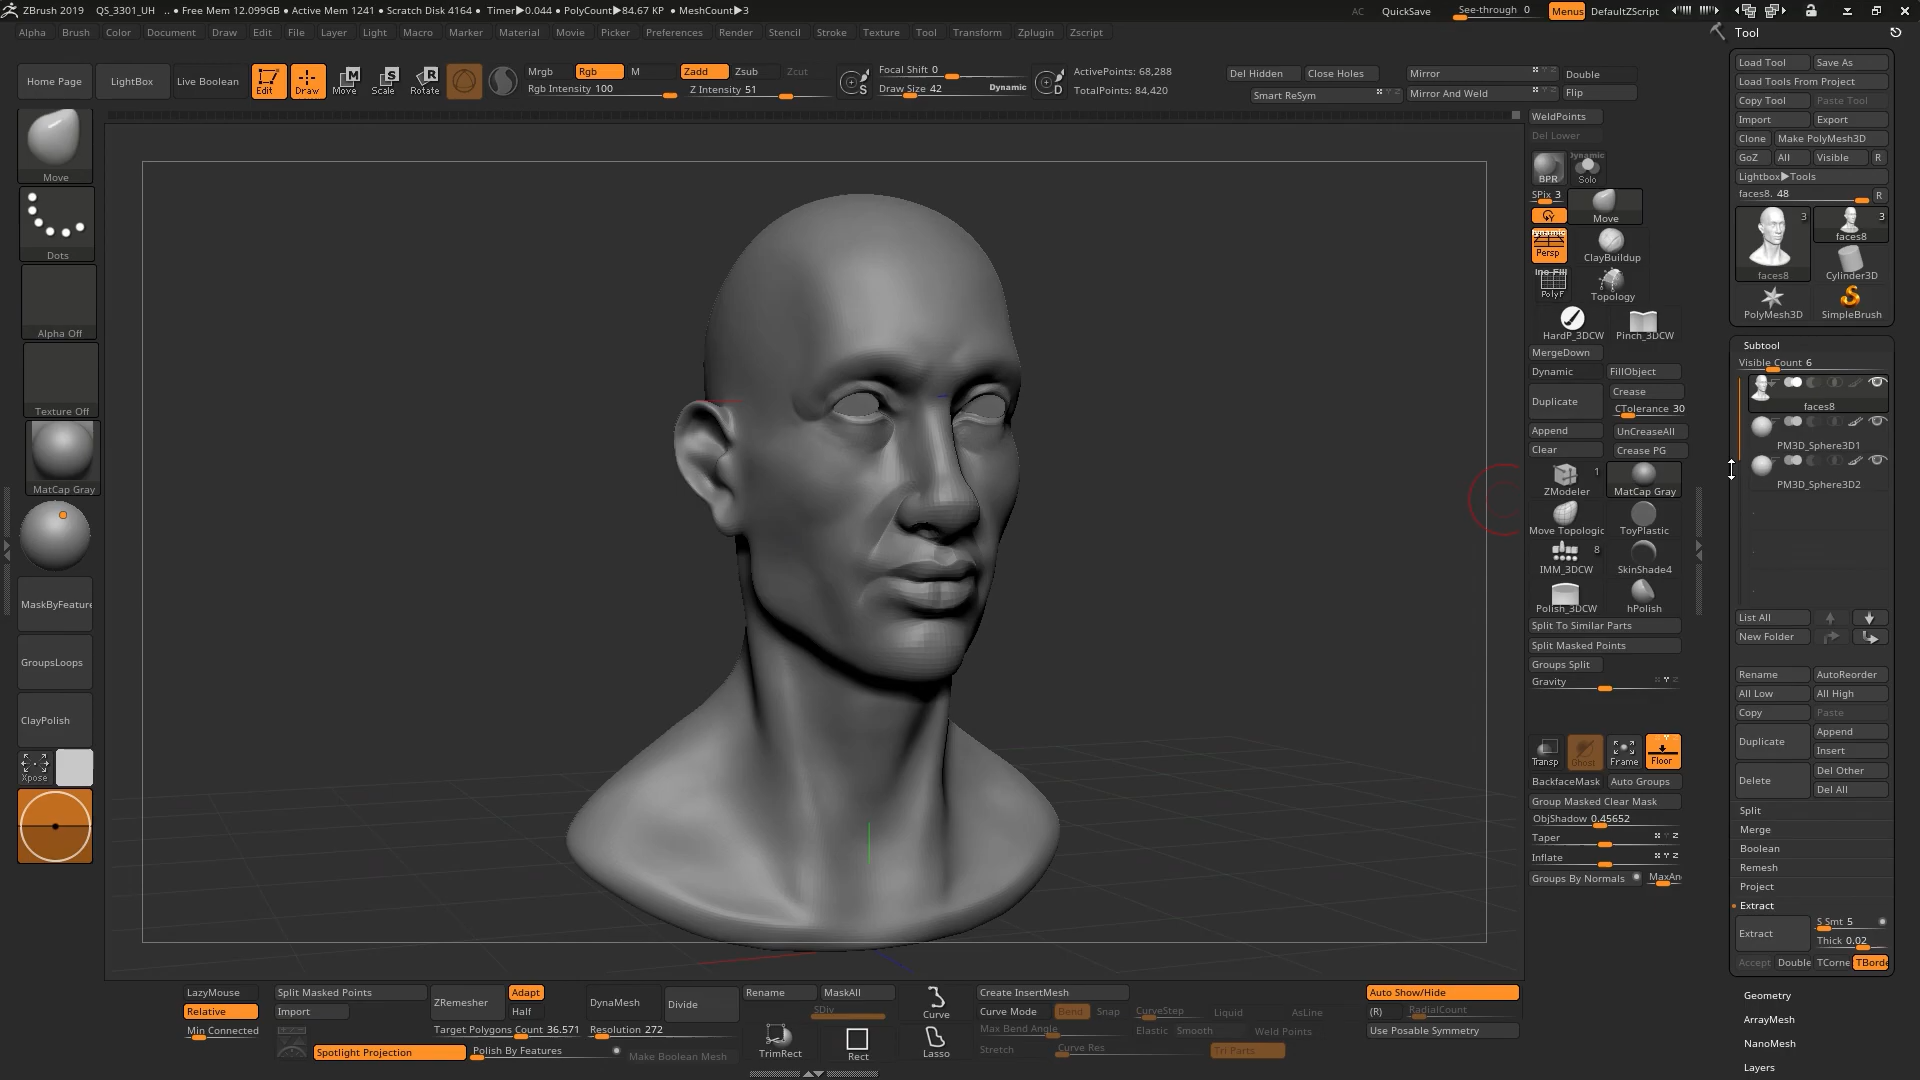 ZBrush 2019 QS_3301_UH .. • Free Mem 12.099GB • Active Mem 1241 • Scratch Disk 4164 • Timer▶0.044 • PolyCount▶84.67 KP • MeshCount▶3 AC QuickSave See-through 0 Menus DefaultZScript
Alpha Brush Color Document Draw Edit File Layer Light Macro Marker Material Movie Picker Preferences Render Stencil Stroke Texture Tool Transform Zplugin Zscript
Home Page LightBox Live Boolean Edit Draw Move Scale Rotate
Mrgb Rgb M Zadd Zsub Zcut
Rgb Intensity 100 Z Intensity 51
S Focal Shift 0
Draw Size 42 Dynamic D
ActivePoints: 68,288
TotalPoints: 84,420
Del Hidden Close Holes Mirror Double
Smart ReSym Mirror And Weld Flip
Move
Dots
Alpha Off
Texture Off
MatCap Gray
MaskByFeature
GroupsLoops
ClayPolish
Xpose
WeldPoints
Del Lower
BPR Dynamic Solo
SPix 3
Move
Dynamic
Persp ClayBuildup
PolyF Topology
HardP_3DCW Pinch_3DCW
MergeDown
Dynamic FillObject
Duplicate Crease
CTolerance 30
Append UnCreaseAll
Clear Crease PG
ZModeler 1 MatCap Gray
Move Topologic ToyPlastic
IMM_3DCW 8 SkinShade4
Polish_3DCW hPolish
Split To Similar Parts
Split Masked Points
Groups Split
Gravity
Transp Ghost Frame Floor
BackfaceMask Auto Groups
Group Masked Clear Mask
ObjShadow 0.45652
Taper
Inflate
Groups By Normals MaxAn
Tool
Load Tool Save As
Load Tools From Project
Copy Tool Paste Tool
Import Export
Clone Make PolyMesh3D
GoZ All Visible R
Lightbox▶Tools
faces8. 48 R
3 3
faces8
faces8 Cylinder3D
PolyMesh3D SimpleBrush
Subtool
Visible Count 6
faces8
PM3D_Sphere3D1
PM3D_Sphere3D2
List All
New Folder
Rename AutoReorder
All Low All High
Copy Paste
Duplicate Append
Insert
Delete Del Other
Del All
Split
Merge
Boolean
Remesh
Project
Extract
Extract S Smt 5
Thick 0.02
Accept Double TCorne TBorde
Geometry
ArrayMesh
NanoMesh
Layers
LazyMouse Split Masked Points ZRemesher Adapt DynaMesh Divide Rename MaskAll Curve Create InsertMesh Auto Show/Hide
Relative Import Half SDiv Curve Mode Bend Snap CurveStep Liquid AsLine (R) RadialCount
Min Connected Target Polygons Count 36.571 Resolution 272 Max Bend Angle Elastic Smooth Weld Points Use Posable Symmetry
Spotlight Projection Polish By Features Make Boolean Mesh TrimRect Rect Lasso Stretch Curve Res Tri Parts